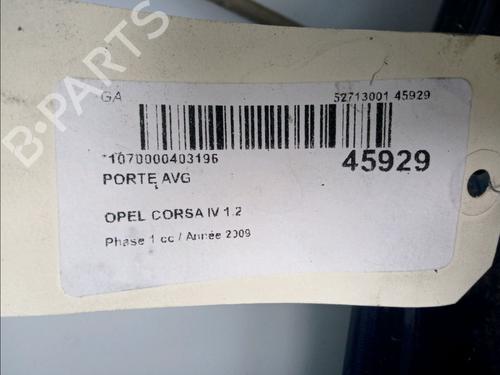 B-PARTS
GA
52713001 45929
*1070000403196
45929
PORTE AVG
OPEL CORSA IV 1.2
Phase 1 cc / Année 2009